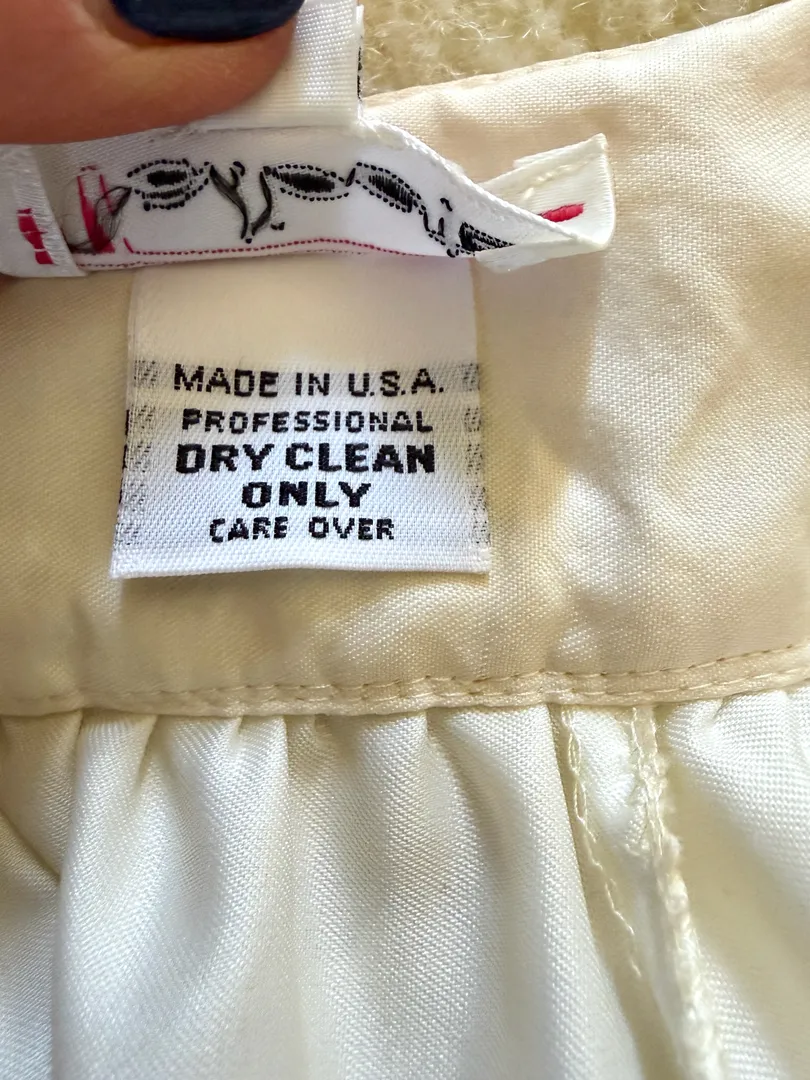 MADE IN U.S.A.
PROFESSIONAL
DRY CLEAN
ONLY
CARE OVER